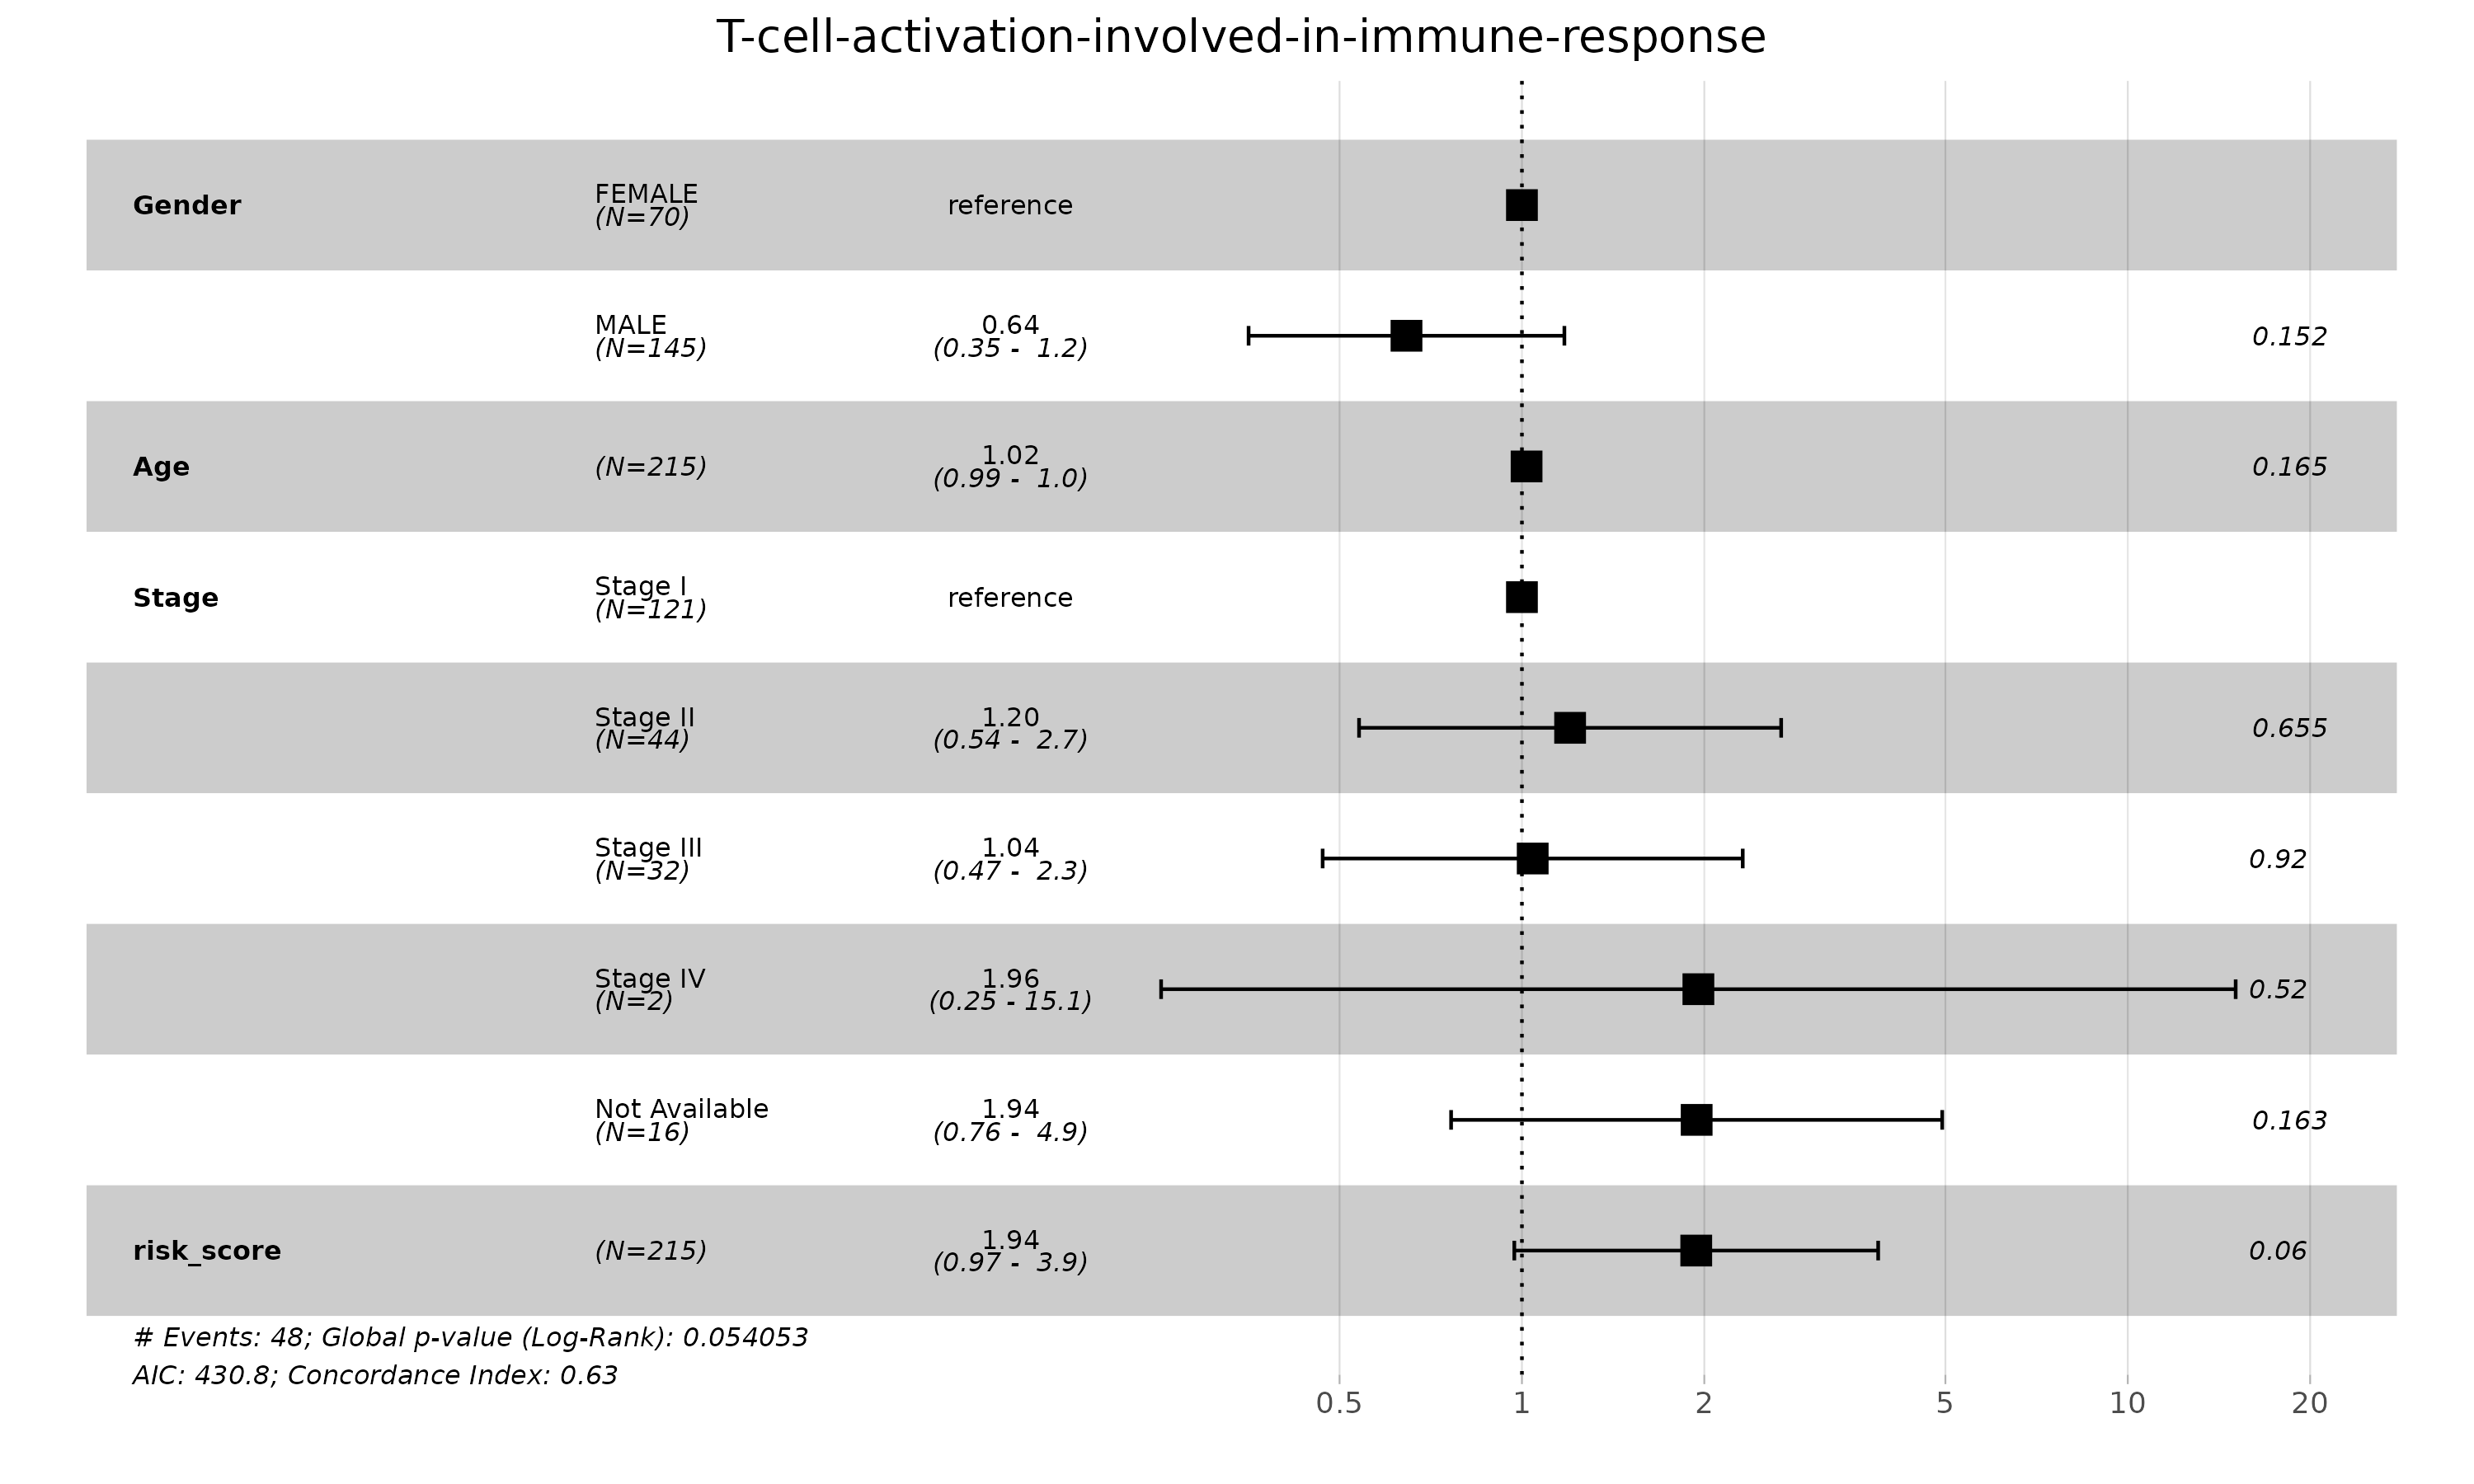 T-cell-activation-involved-in-immune-response
Gender
FEMALE
(N=70)
reference
MALE
(N=145)
0.64
(0.35 - 1.2)
0.152
Age
(N=215)
1.02
(0.99 - 1.0)
0.165
Stage
Stage I
(N=121)
reference
Stage II
(N=44)
1.20
(0.54 - 2.7)
0.655
Stage III
(N=32)
1.04
(0.47 - 2.3)
0.92
Stage IV
(N=2)
1.96
(0.25 - 15.1)
0.52
Not Available
(N=16)
1.94
(0.76 - 4.9)
0.163
risk_score
(N=215)
1.94
(0.97 - 3.9)
0.06
# Events: 48; Global p-value (Log-Rank): 0.054053
AIC: 430.8; Concordance Index: 0.63
0.5 1 2 5 10 20